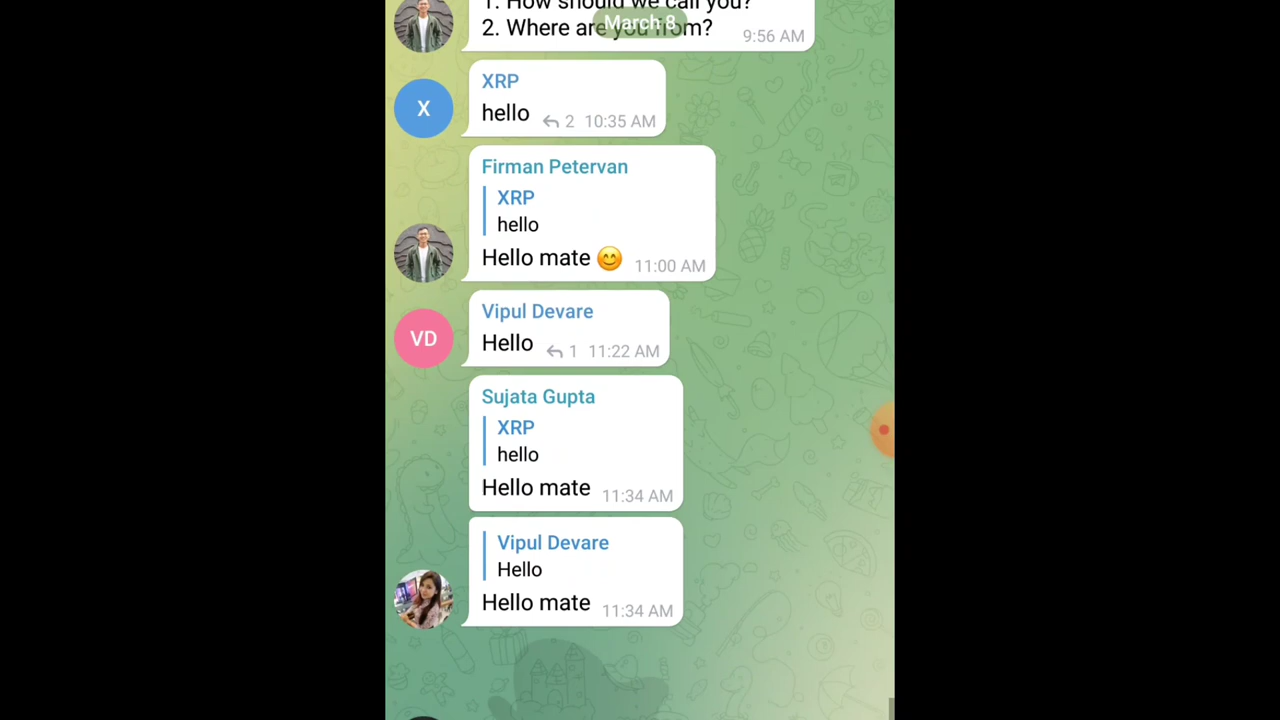 1. How should we call you?
March 8
2. Where are you from?
9:56 AM
X
XRP
hello
2 10:35 AM
Firman Petervan
XRP
hello
Hello mate 😊
11:00 AM
VD
Vipul Devare
Hello
1 11:22 AM
Sujata Gupta
XRP
hello
Hello mate
11:34 AM
Vipul Devare
Hello
Hello mate
11:34 AM